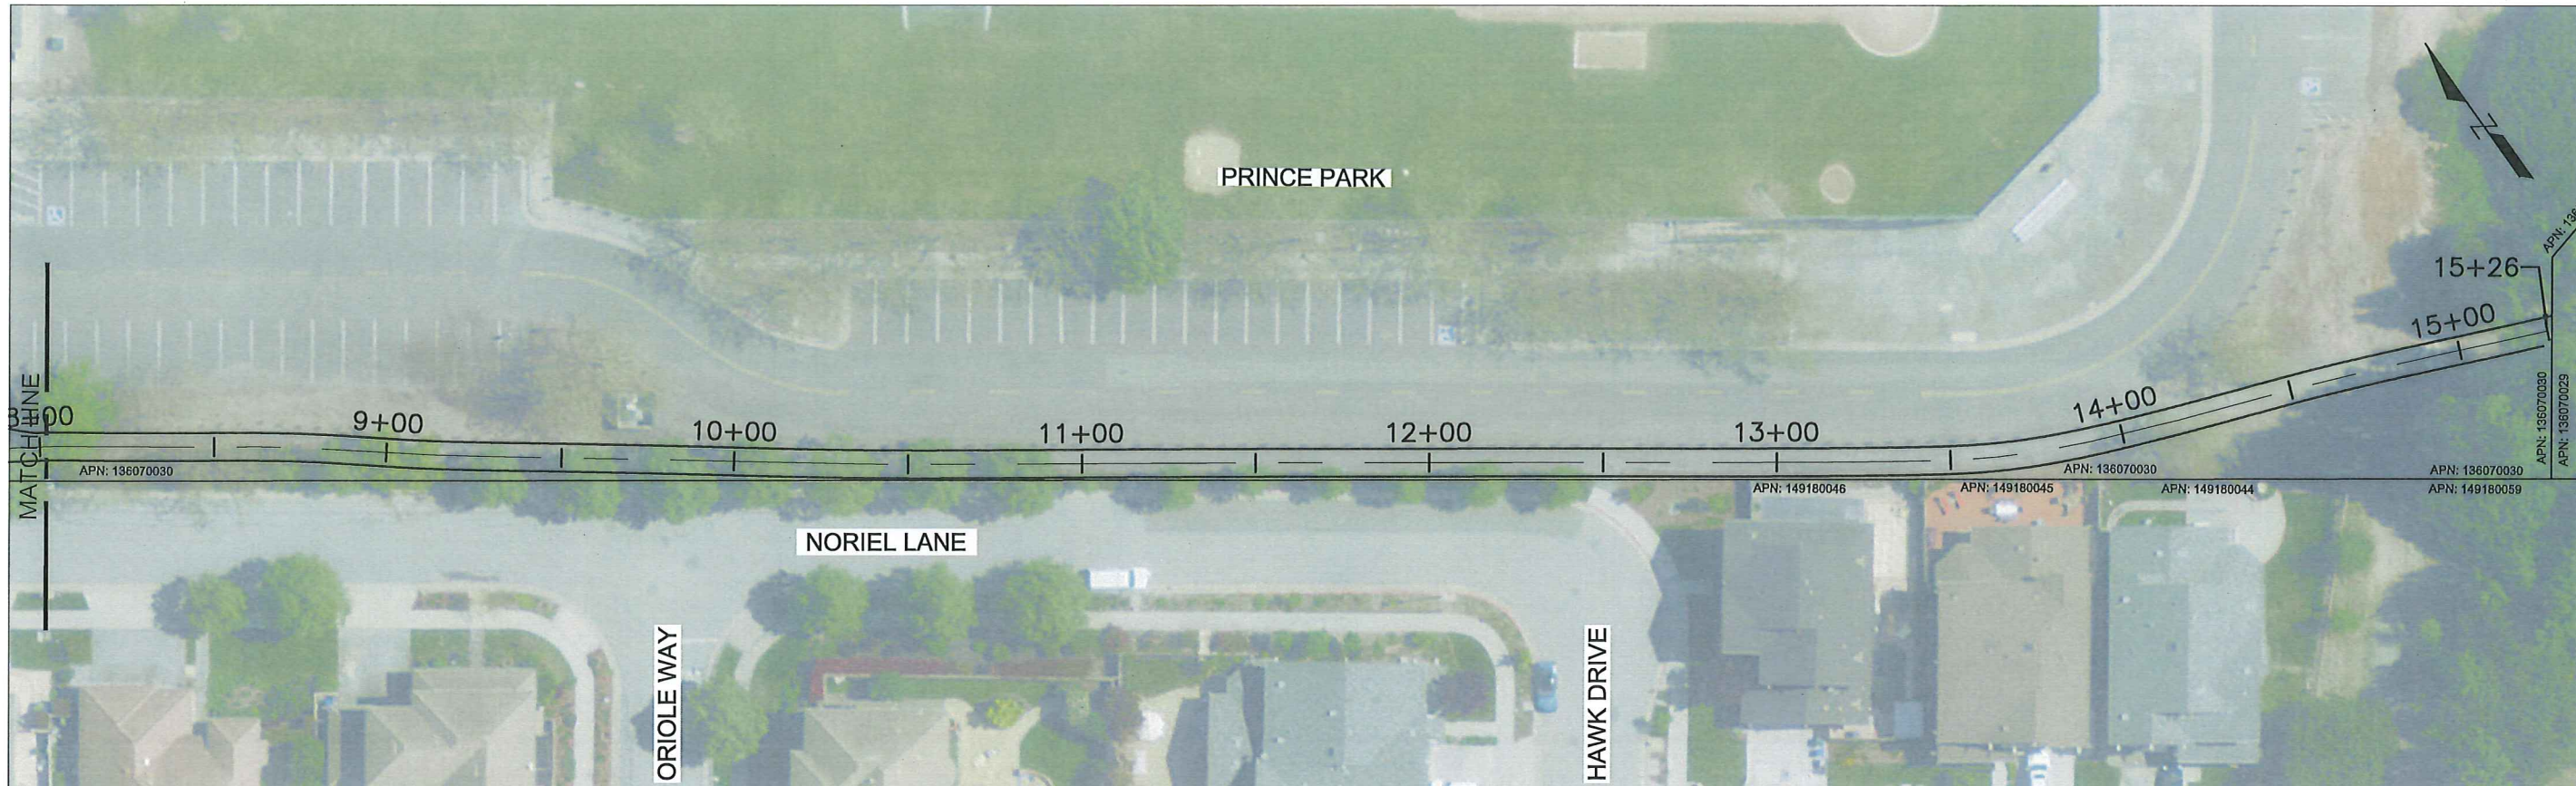 PRINCE PARK
N
APN: 136
15+26
15+00
14+00
13+00
12+00
11+00
10+00
9+00
8+00
MATCHLINE
APN: 136070030
APN: 136070030
APN: 136070030
APN: 136070030
APN: 136070029
APN: 149180046
APN: 149180045
APN: 149180044
APN: 149180059
NORIEL LANE
ORIOLE WAY
HAWK DRIVE